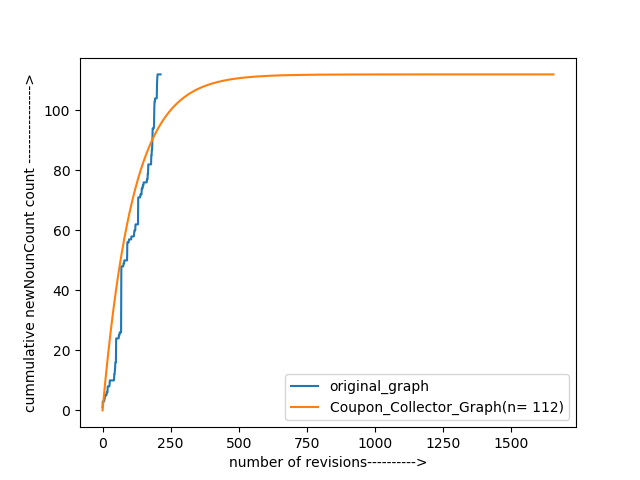 cummulative newNounCount count ---------------->
100
80
60
40
20
0
original_graph
Coupon_Collector_Graph(n= 112)
0 250 500 750 1000 1250 1500
number of revisions---------->